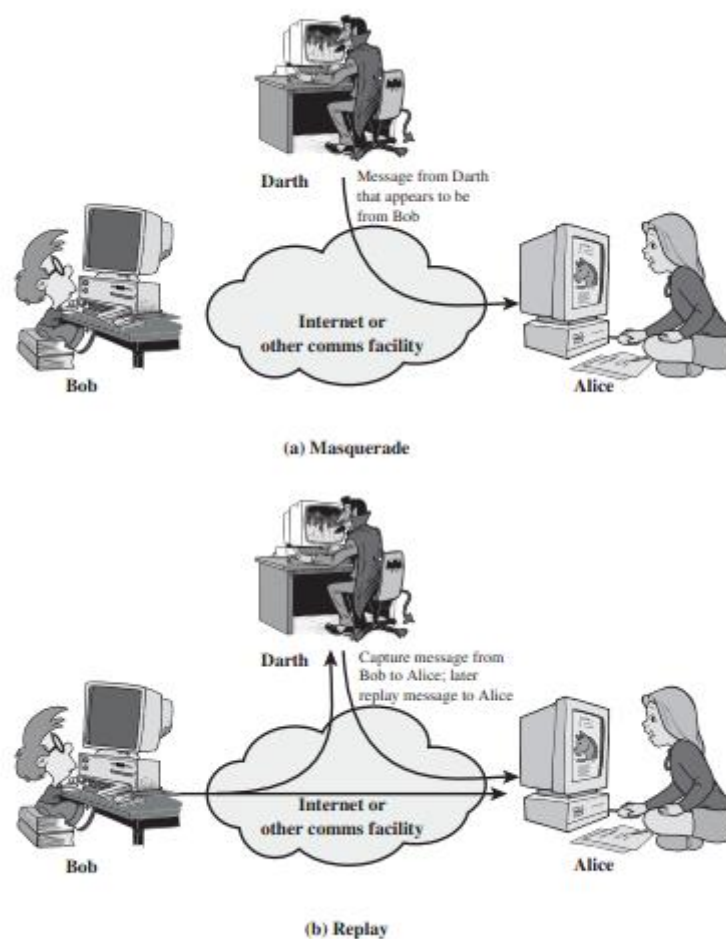 Darth
Message from Darth
that appears to be
from Bob
Internet or
other comms facility
Bob
Alice
(a) Masquerade
Darth
Capture message from
Bob to Alice; later
replay message to Alice
Internet or
other comms facility
Bob
Alice
(b) Replay